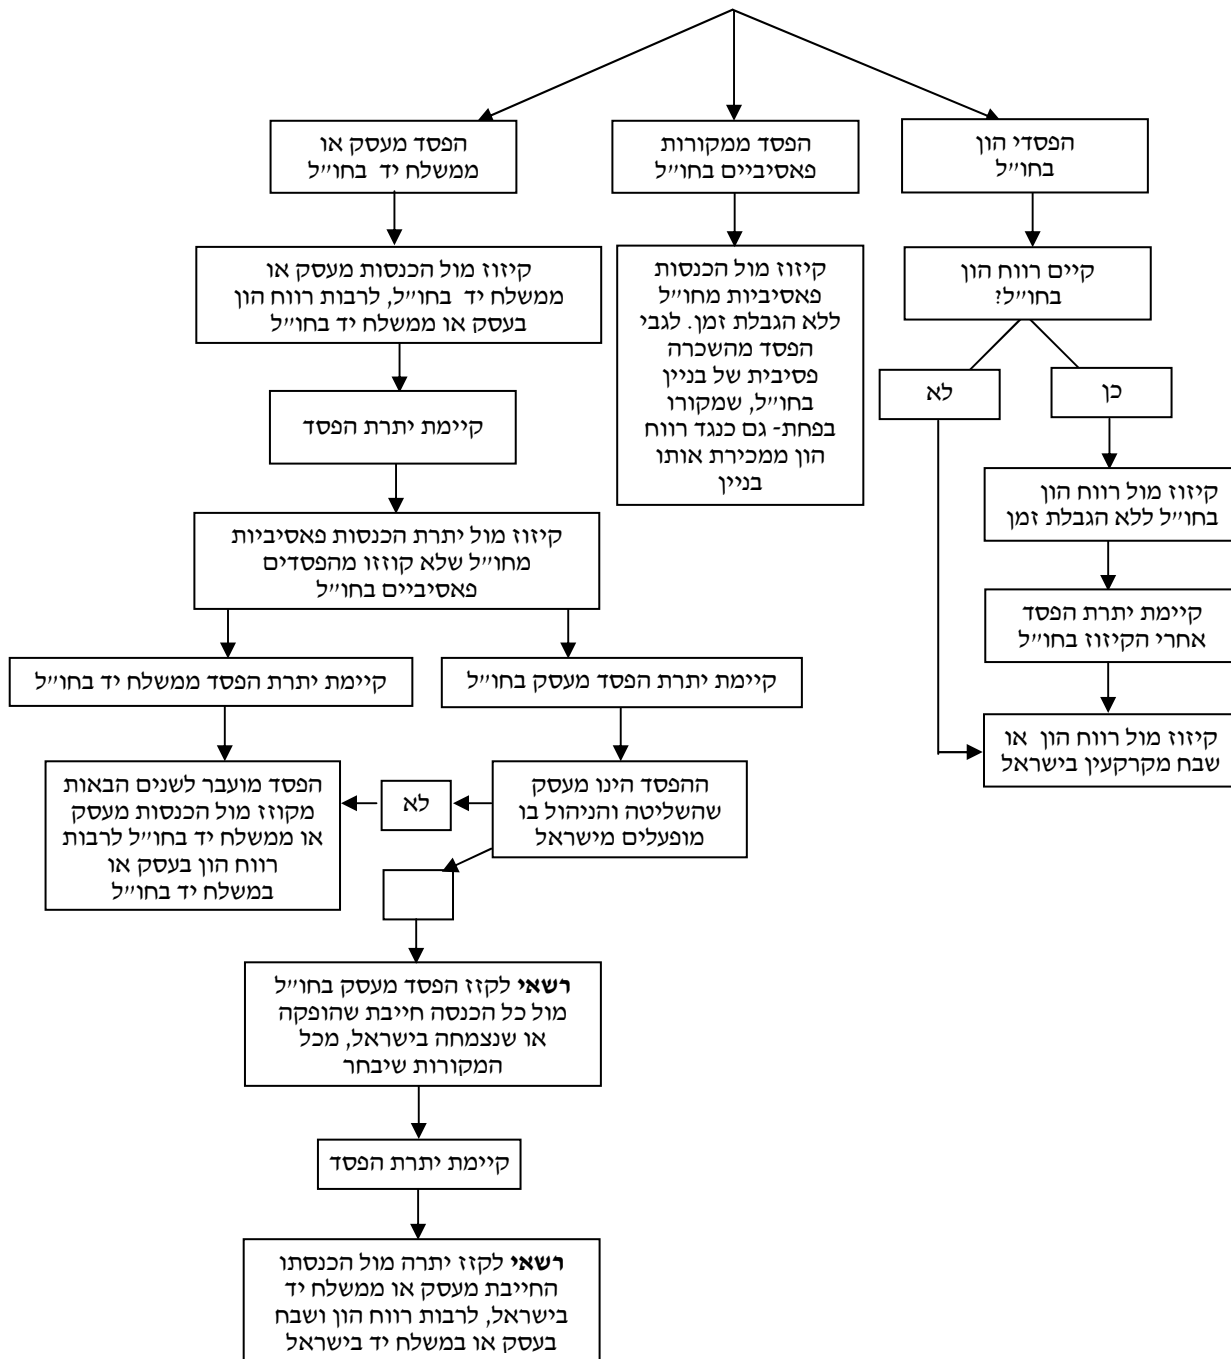 הפסדי הון
בחו״ל
הפסד ממקורות
פאסיביים בחו״ל
הפסד מעסק או
ממשלח יד בחו״ל
קיים רווח הון
בחו״ל?
כן
לא
קיזוז מול רווח הון
בחו״ל ללא הגבלת זמן
קיימת יתרת הפסד
אחרי הקיזוז בחו״ל
קיזוז מול רווח הון או
שבח מקרקעין בישראל
קיזוז מול הכנסות
פאסיביות מחו״ל
ללא הגבלת זמן. לגבי
הפסד מהשכרה
פסיבית של בניין
בחו״ל, שמקורו
בפחת- גם כנגד רווח
הון ממכירת אותו
בניין
קיזוז מול הכנסות מעסק או
ממשלח יד בחו״ל, לרבות רווח הון
בעסק או ממשלח יד בחו״ל
קיימת יתרת הפסד
קיזוז מול יתרת הכנסות פאסיביות
מחו״ל שלא קוזזו מהפסדים
פאסיביים בחו״ל
קיימת יתרת הפסד מעסק בחו״ל
קיימת יתרת הפסד ממשלח יד בחו״ל
ההפסד הינו מעסק
שהשליטה והניהול בו
מופעלים מישראל
לא
הפסד מועבר לשנים הבאות
מקוזז מול הכנסות מעסק
או ממשלח יד בחו״ל לרבות
רווח הון בעסק או
במשלח יד בחו״ל
רשאי לקזז הפסד מעסק בחו״ל
מול כל הכנסה חייבת שהופקה
או שנצמחה בישראל, מכל
המקורות שיבחר
קיימת יתרת הפסד
רשאי לקזז יתרה מול הכנסתו
החייבת מעסק או ממשלח יד
בישראל, לרבות רווח הון ושבח
בעסק או במשלח יד בישראל